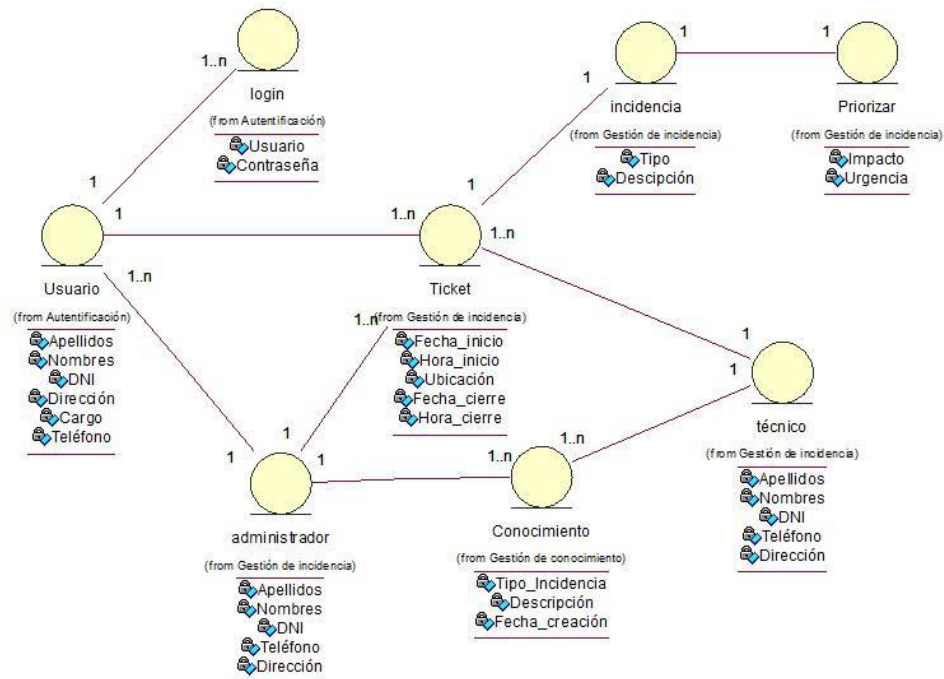 1..n
login
(from Autentificación)
Usuario
Contraseña
1
1
incidencia
(from Gestión de incidencia)
Tipo
Descipción
1
1
Priorizar
(from Gestión de incidencia)
Impacto
Urgencia
1
1
1..n
1
1..n
1..n
Usuario
(from Autentificación)
Apellidos
Nombres
DNI
Dirección
Cargo
Teléfono
Ticket
(from Gestión de incidencia)
1..n
Fecha_inicio
Hora_inicio
Ubicación
Fecha_cierre
Hora_cierre
1
1
técnico
(from Gestión de incidencia)
Apellidos
Nombres
DNI
Teléfono
Dirección
1
1
1
administrador
(from Gestión de incidencia)
Apellidos
Nombres
DNI
Teléfono
Dirección
1..n
1..n
Conocimiento
(from Gestión de conocimiento)
Tipo_Incidencia
Descripción
Fecha_creación